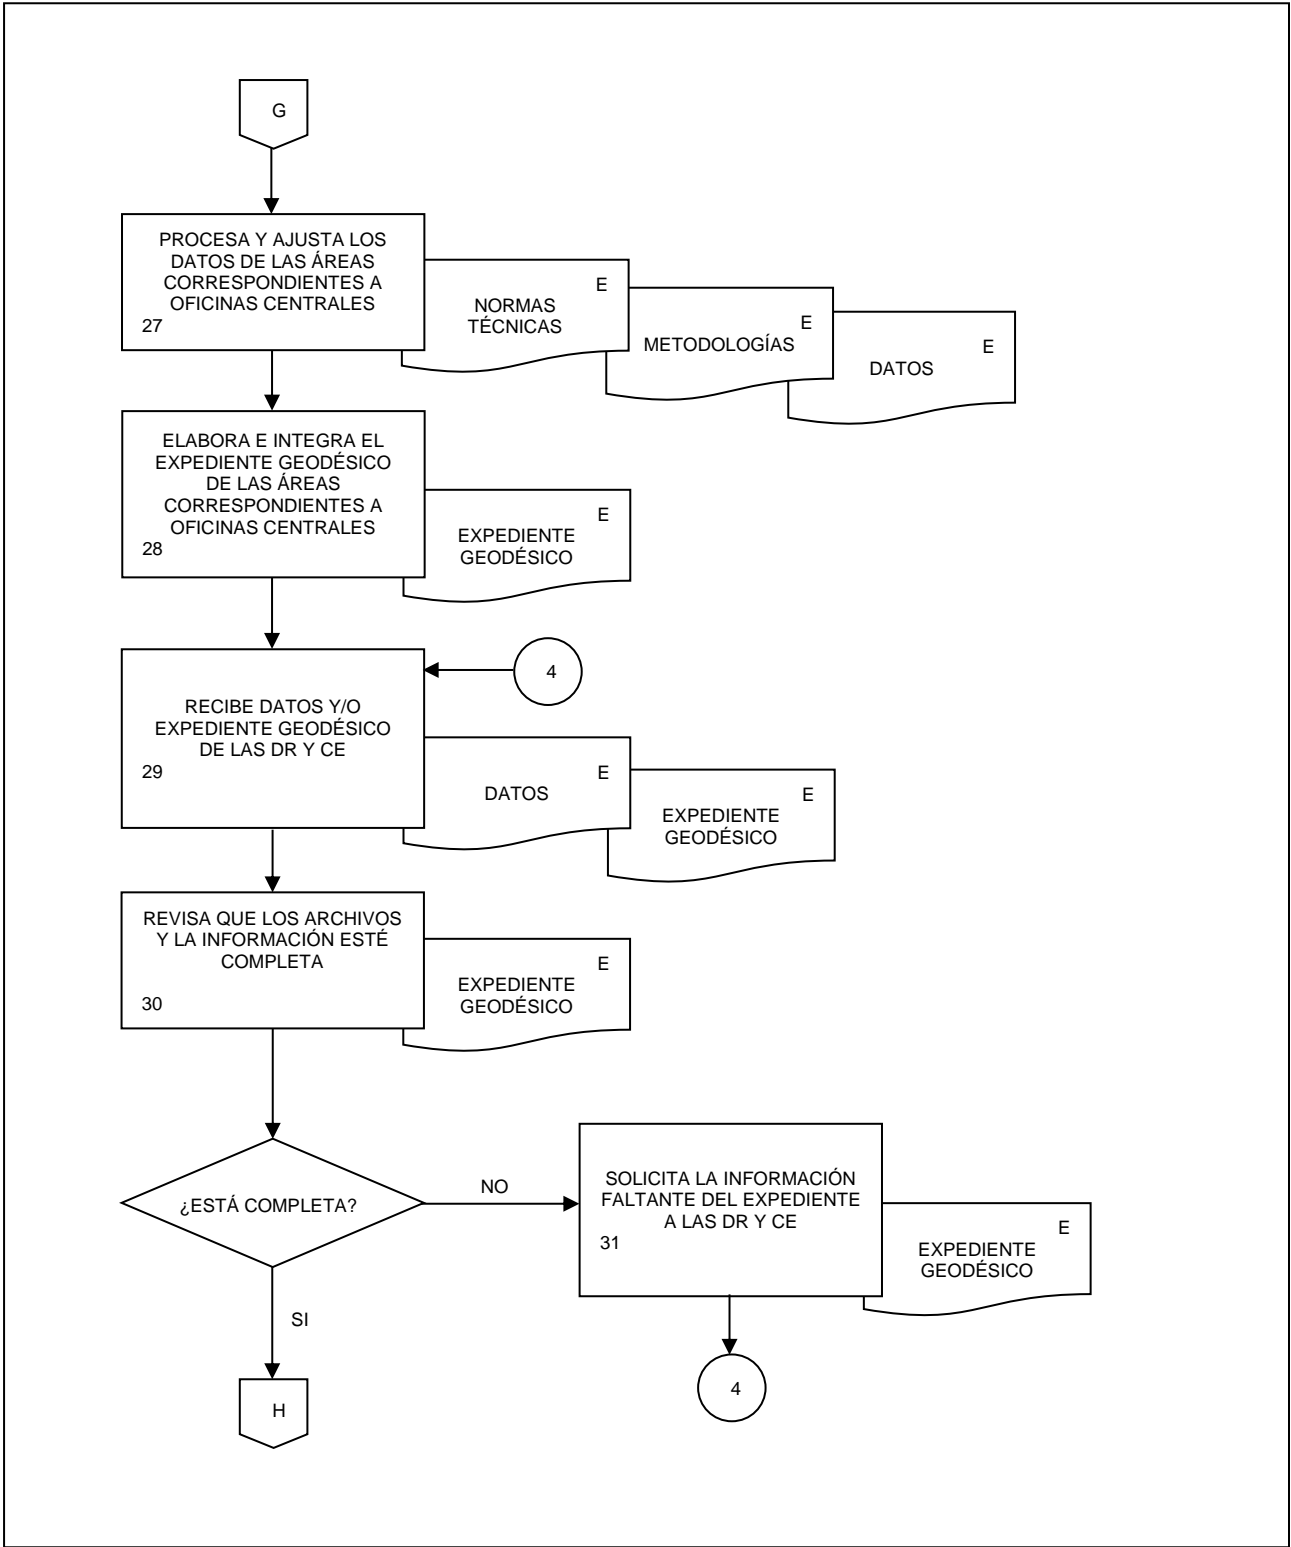 G
PROCESA Y AJUSTA LOS
DATOS DE LAS ÁREAS
CORRESPONDIENTES A
OFICINAS CENTRALES
27
E
NORMAS
TÉCNICAS
E
METODOLOGÍAS
E
DATOS
ELABORA E INTEGRA EL
EXPEDIENTE GEODÉSICO
DE LAS ÁREAS
CORRESPONDIENTES A
OFICINAS CENTRALES
28
E
EXPEDIENTE
GEODÉSICO
4
RECIBE DATOS Y/O
EXPEDIENTE GEODÉSICO
DE LAS DR Y CE
29
E
DATOS
E
EXPEDIENTE
GEODÉSICO
REVISA QUE LOS ARCHIVOS
Y LA INFORMACIÓN ESTÉ
COMPLETA
30
E
EXPEDIENTE
GEODÉSICO
¿ESTÁ COMPLETA?
NO
SOLICITA LA INFORMACIÓN
FALTANTE DEL EXPEDIENTE
A LAS DR Y CE
31
E
EXPEDIENTE
GEODÉSICO
SI
4
H